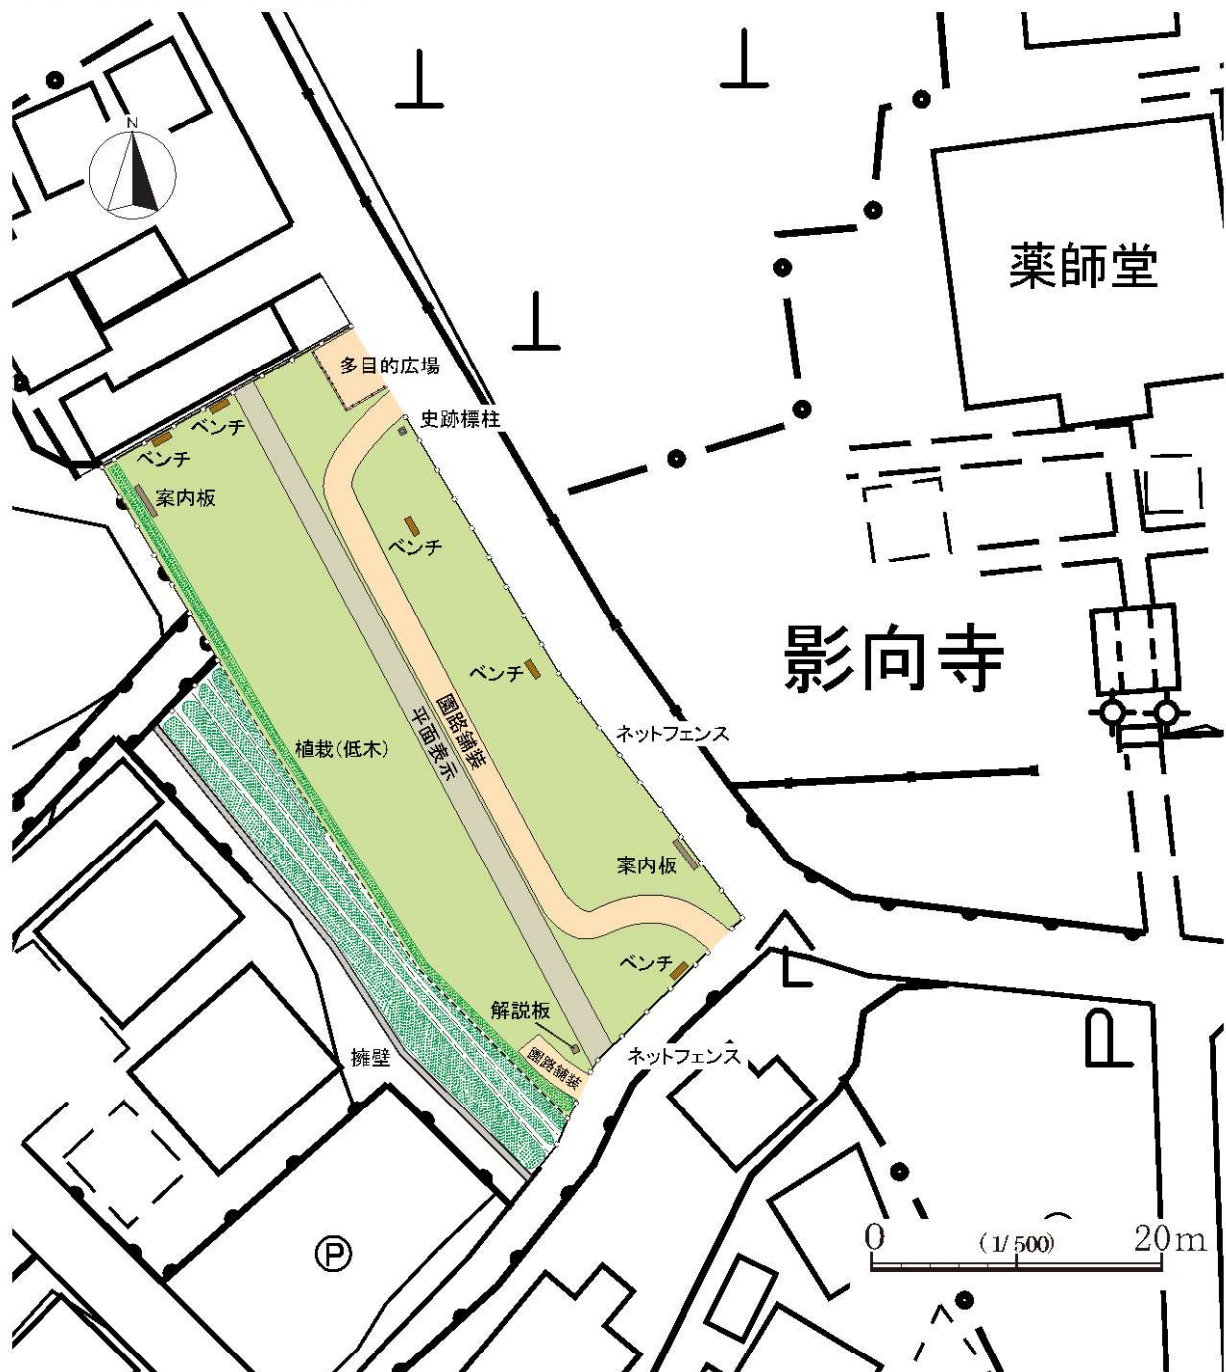 N
薬師堂
多目的広場
史跡標柱
ベンチ
ベンチ
案内板
ベンチ
影向寺
ベンチ
園路舗装
平面表示
ネットフェンス
植栽(低木)
案内板
ベンチ
解説板
擁壁
園路舗装
ネットフェンス
P
0 (1/500) 20m